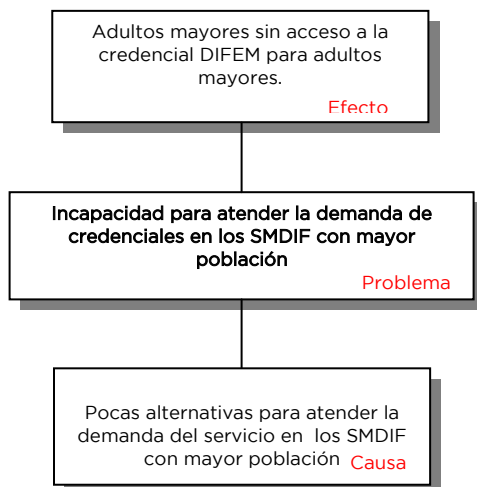 Adultos mayores sin acceso a la
credencial DIFEM para adultos
mayores.
Efecto
Incapacidad para atender la demanda de
credenciales en los SMDIF con mayor
población
Problema
Pocas alternativas para atender la
demanda del servicio en los SMDIF
con mayor población Causa